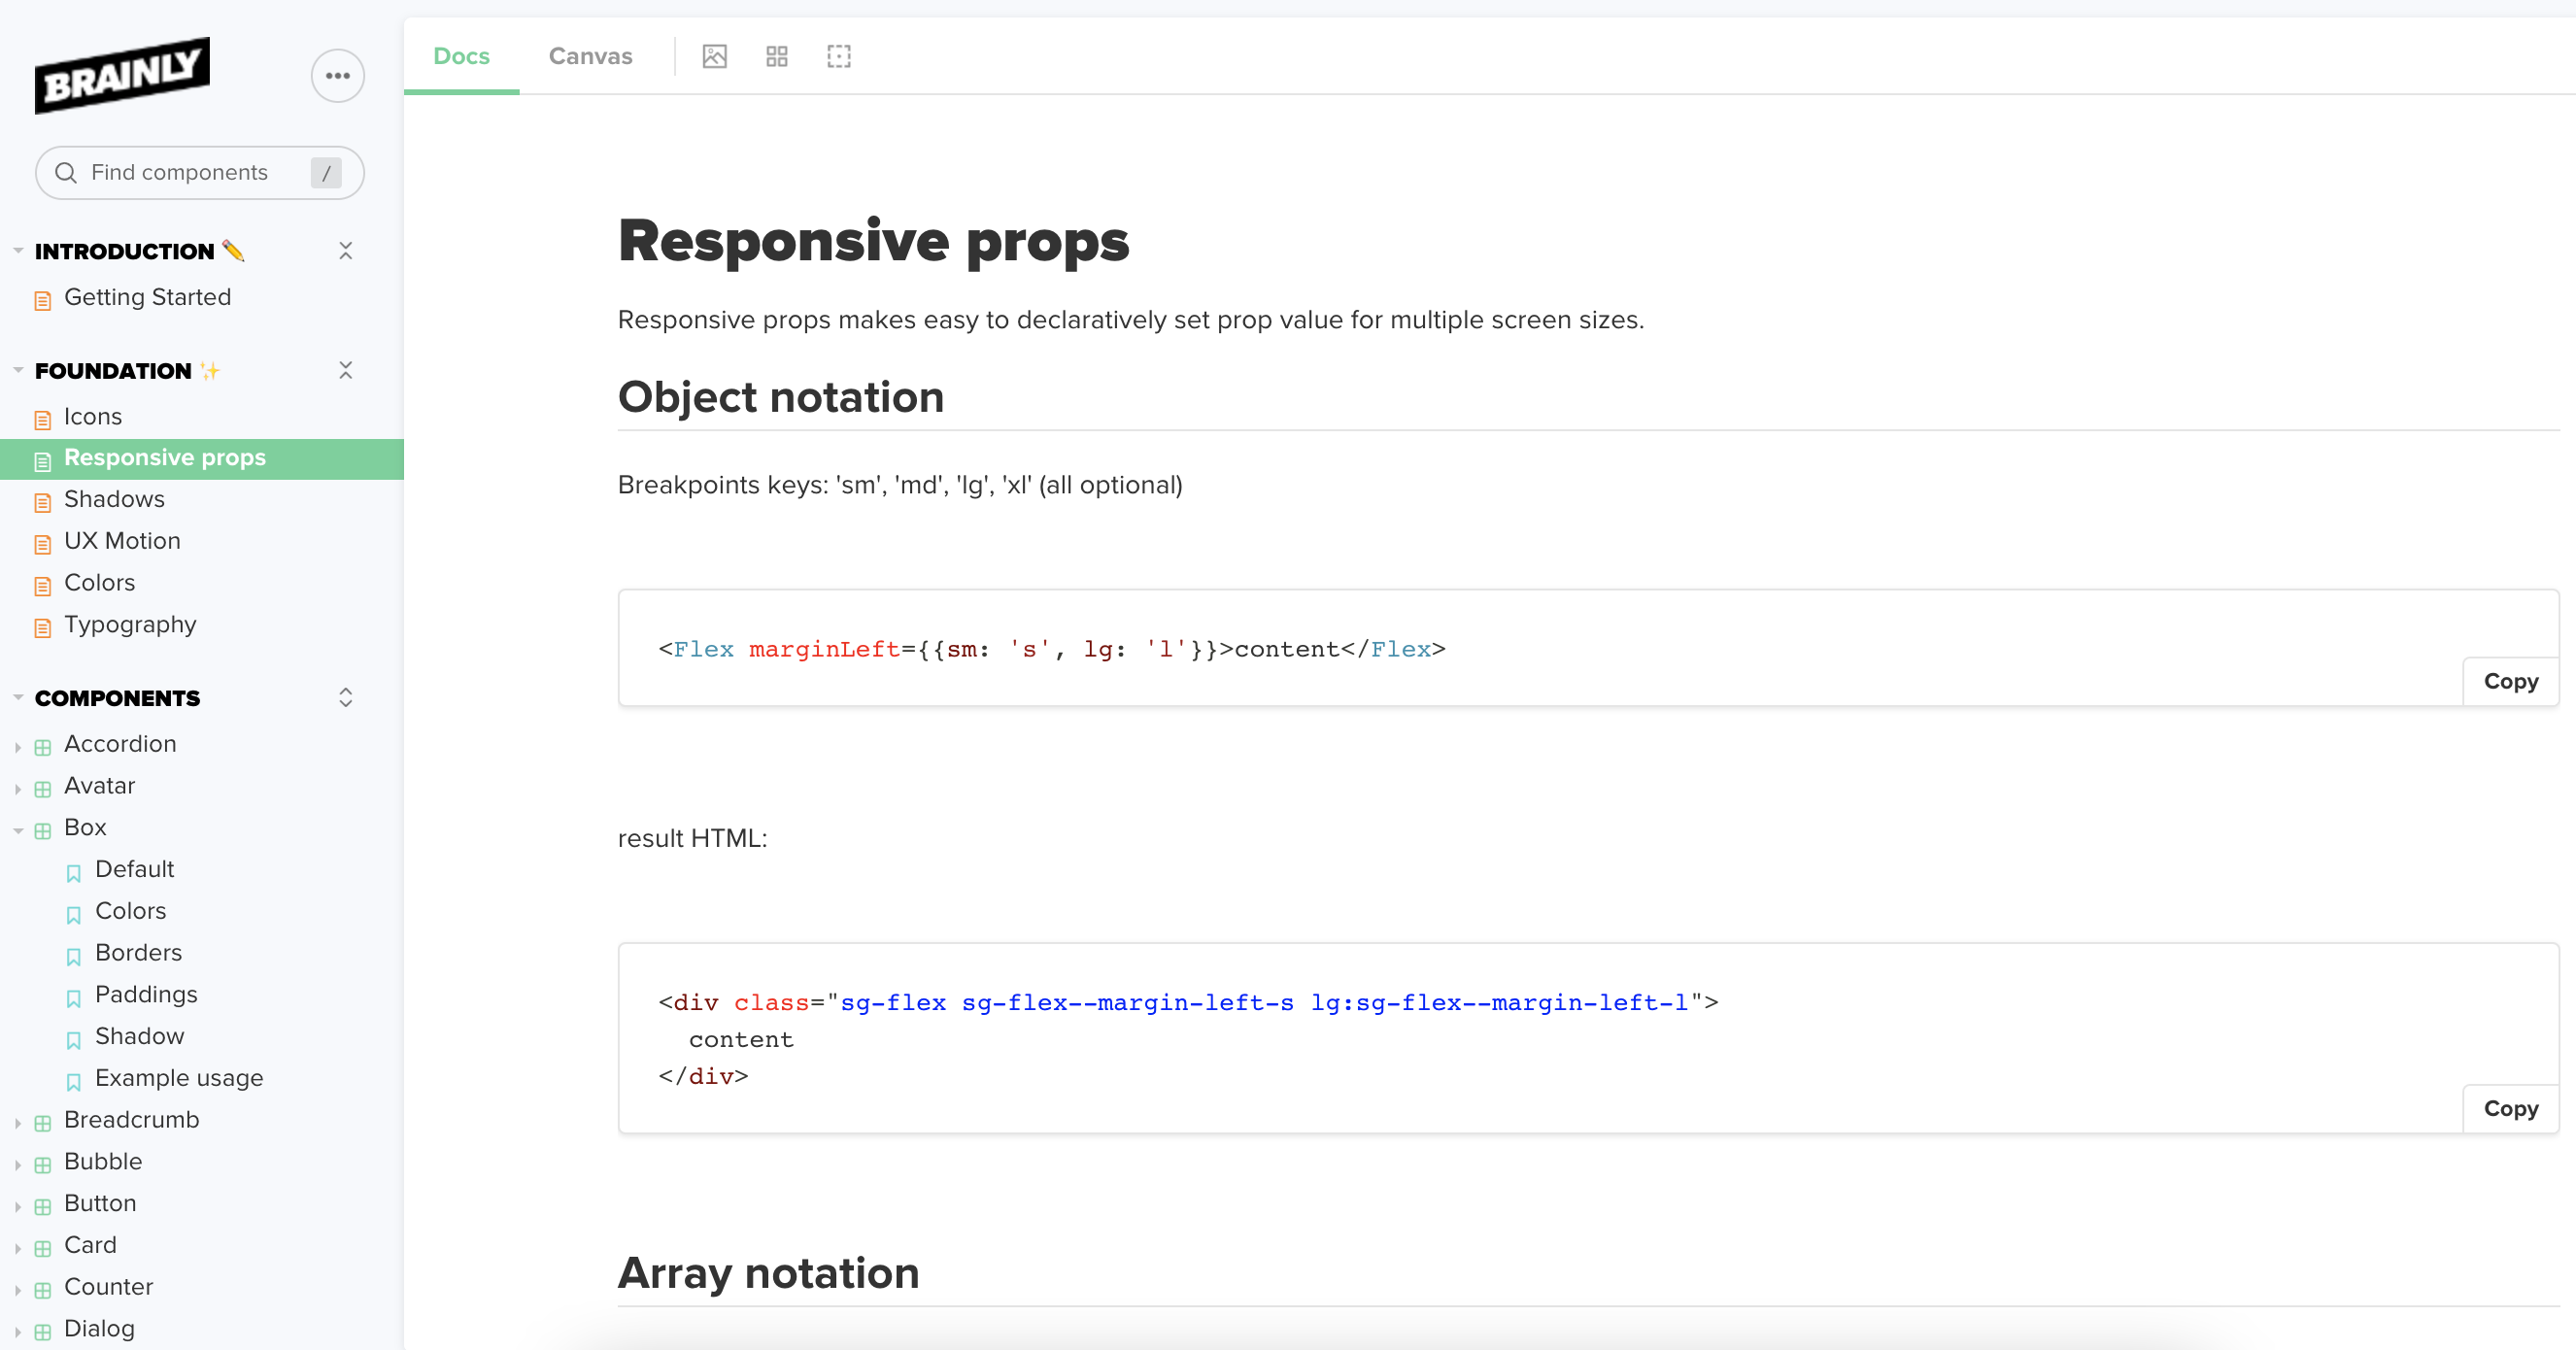 BRAINLY
Find components /
INTRODUCTION ✏️
Getting Started
FOUNDATION ✨
Icons
Responsive props
Shadows
UX Motion
Colors
Typography
COMPONENTS
Accordion
Avatar
Box
Default
Colors
Borders
Paddings
Shadow
Example usage
Breadcrumb
Bubble
Button
Card
Counter
Dialog
Docs Canvas
Responsive props
Responsive props makes easy to declaratively set prop value for multiple screen sizes.
Object notation
Breakpoints keys: 'sm', 'md', 'lg', 'xl' (all optional)
<Flex marginLeft={{sm: 's', lg: 'l'}}>content</Flex>
Copy
result HTML:
<div class="sg-flex sg-flex--margin-left-s lg:sg-flex--margin-left-l">
content
</div>
Copy
Array notation